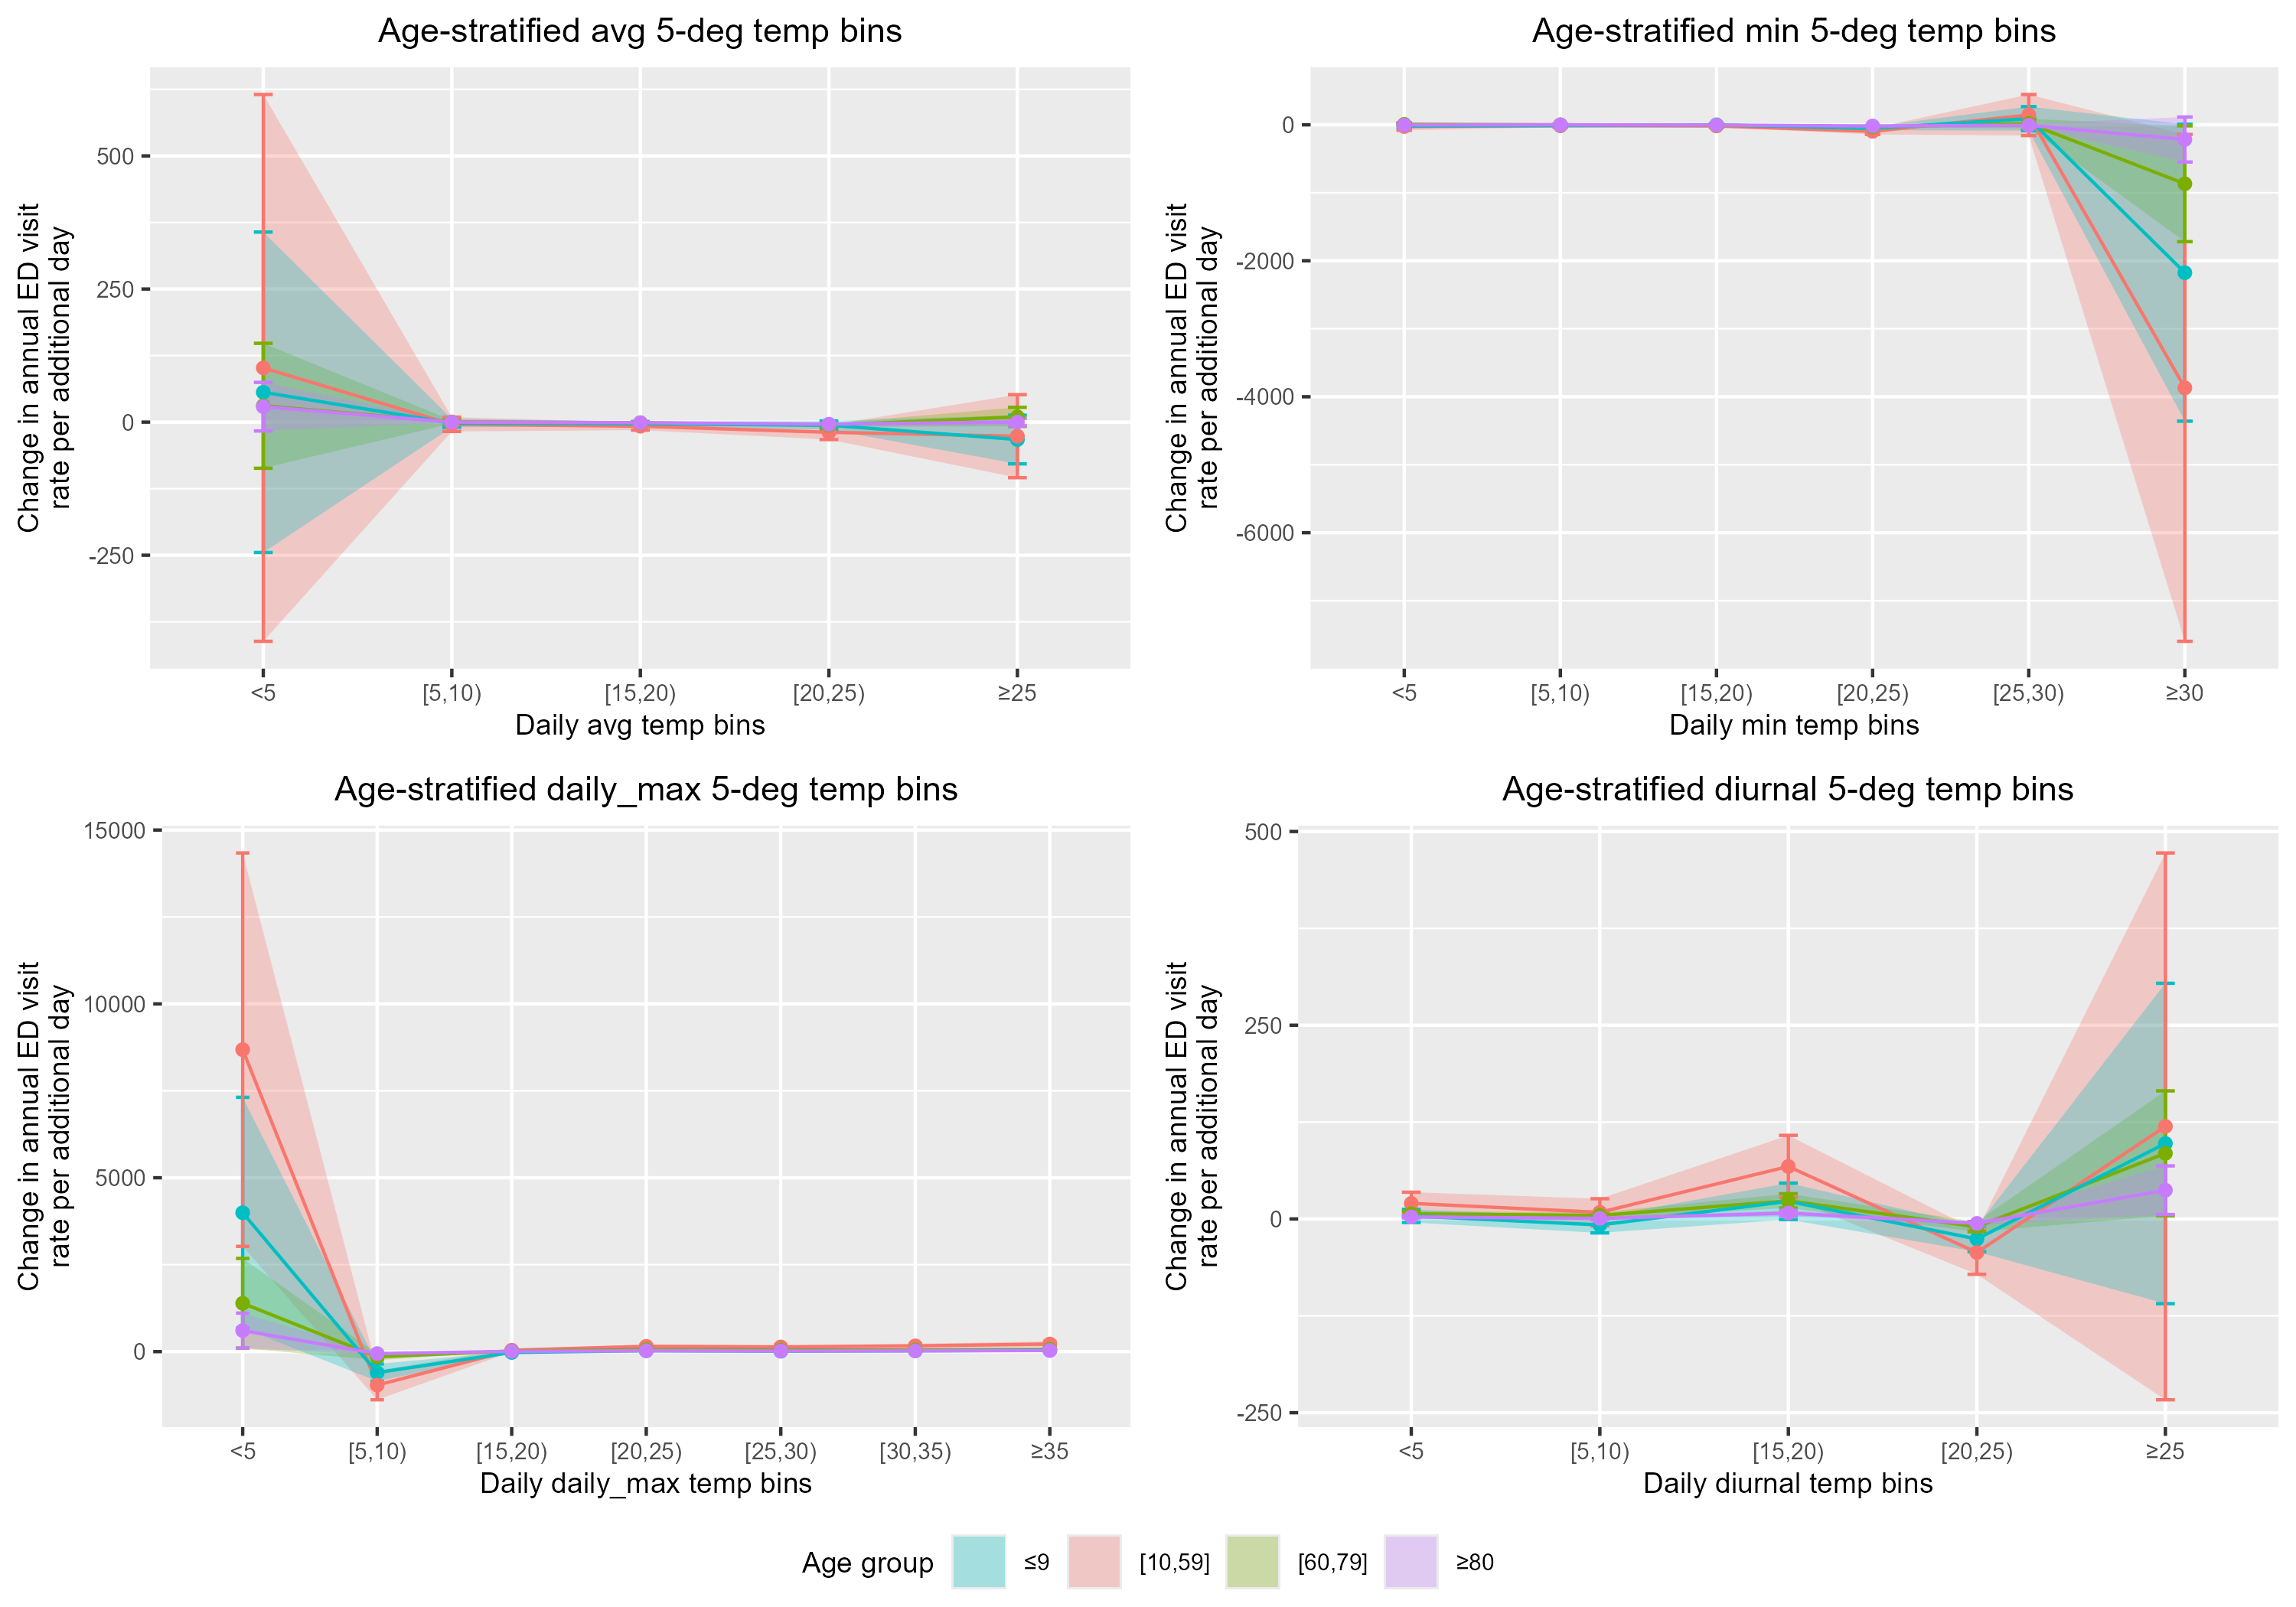 Age-stratified avg 5-deg temp bins
Change in annual ED visit
rate per additional day
500
250
0
-250
<5 [5,10) [15,20) [20,25) ≥25
Daily avg temp bins
Age-stratified min 5-deg temp bins
Change in annual ED visit
rate per additional day
0
-2000
-4000
-6000
<5 [5,10) [15,20) [20,25) [25,30) ≥30
Daily min temp bins
Age-stratified daily_max 5-deg temp bins
Change in annual ED visit
rate per additional day
15000
10000
5000
0
<5 [5,10) [15,20) [20,25) [25,30) [30,35) ≥35
Daily daily_max temp bins
Age-stratified diurnal 5-deg temp bins
Change in annual ED visit
rate per additional day
500
250
0
-250
<5 [5,10) [15,20) [20,25) ≥25
Daily diurnal temp bins
Age group ≤9 [10,59] [60,79] ≥80